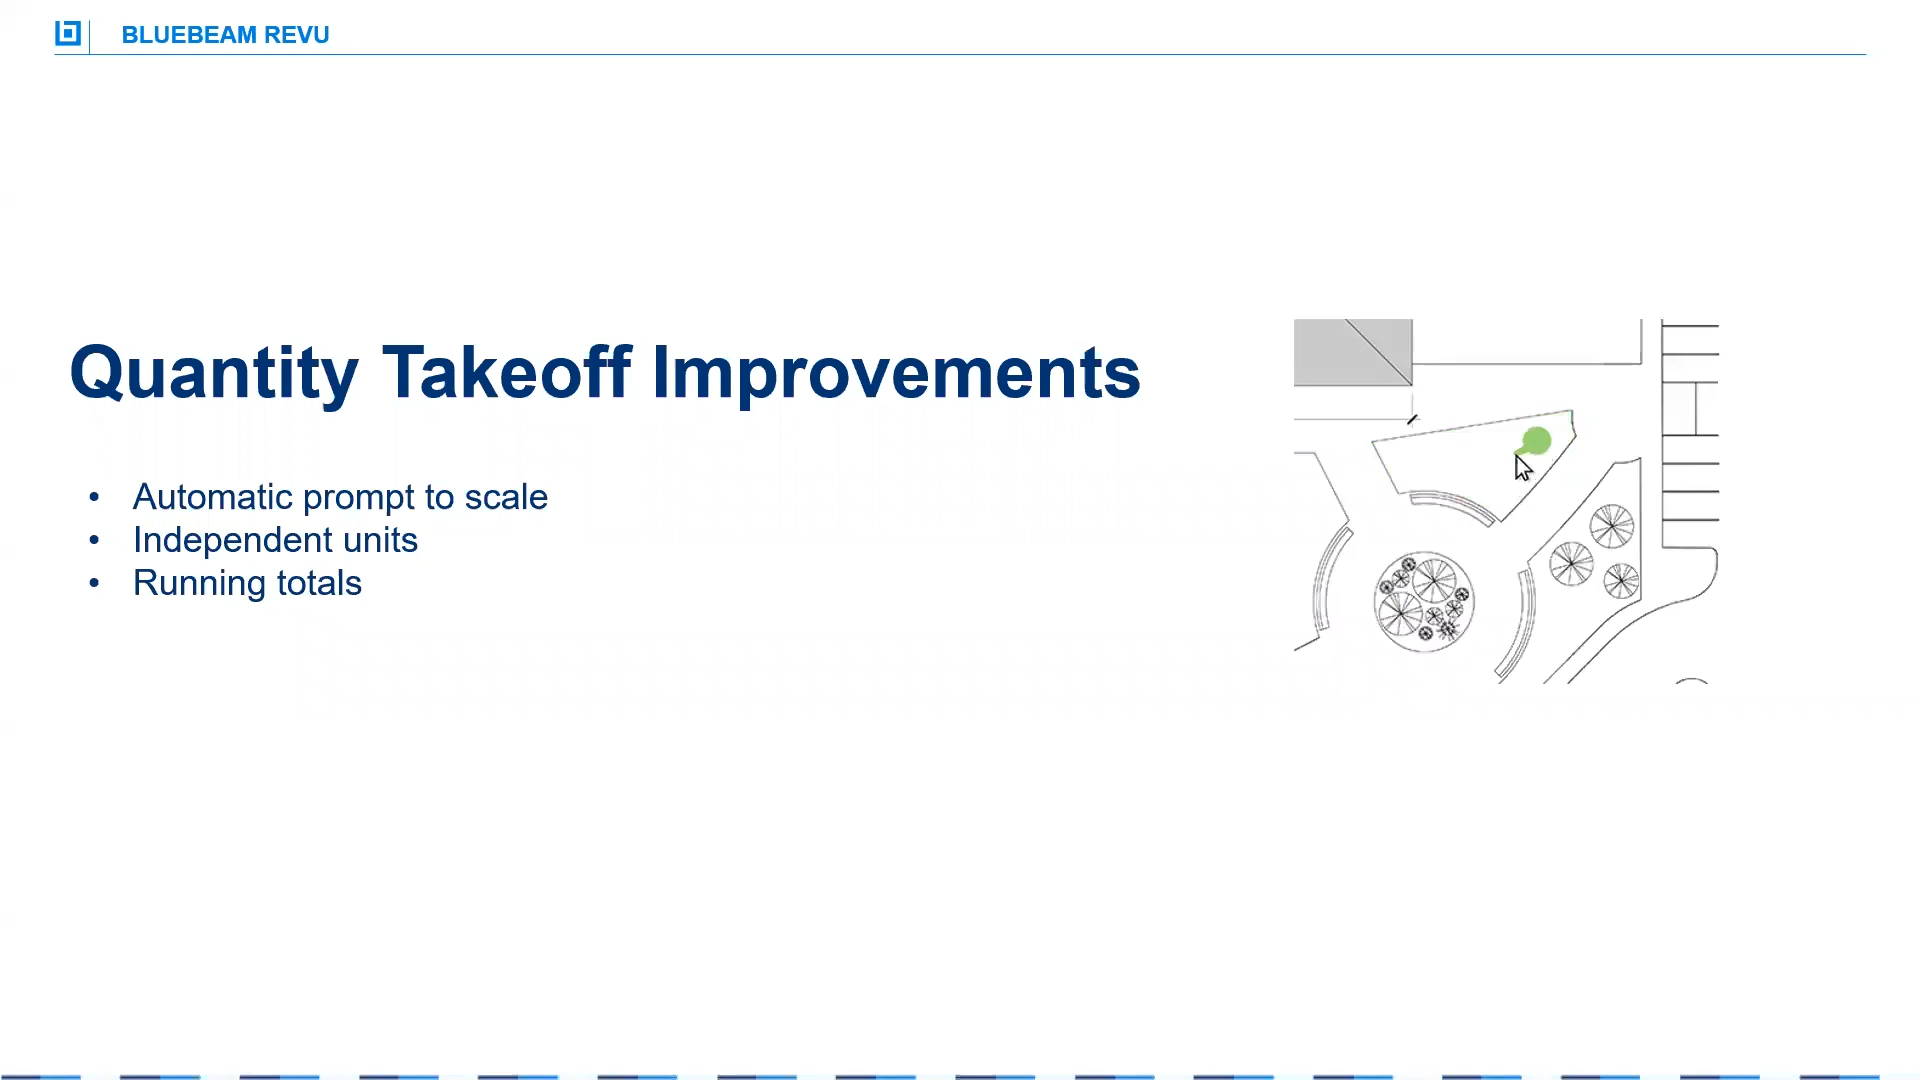 BLUEBEAM REVU
Quantity Takeoff Improvements
• Automatic prompt to scale
• Independent units
• Running totals